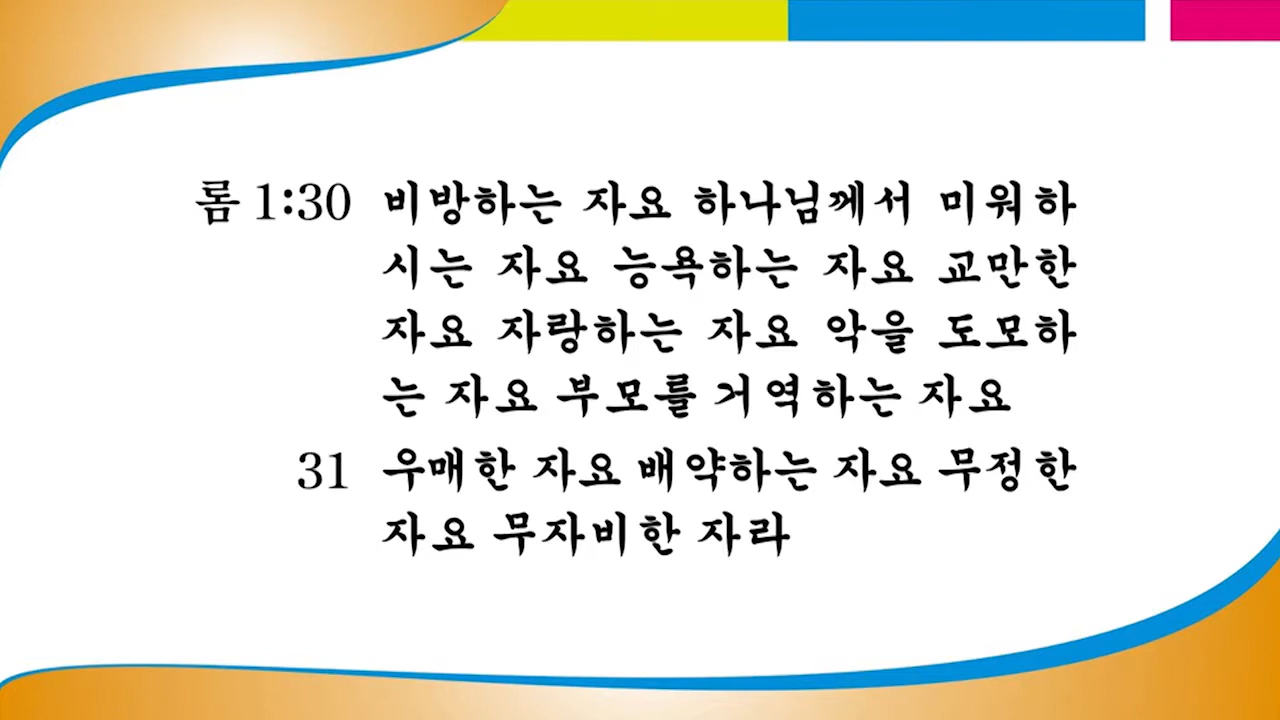 롬 1:30 비방하는 자요 하나님께서 미워하
시는 자요 능욕하는 자요 교만한
자요 자랑하는 자요 악을 도모하
는 자요 부모를 거역하는 자요
31 우매한 자요 배약하는 자요 무정한
자요 무자비한 자라